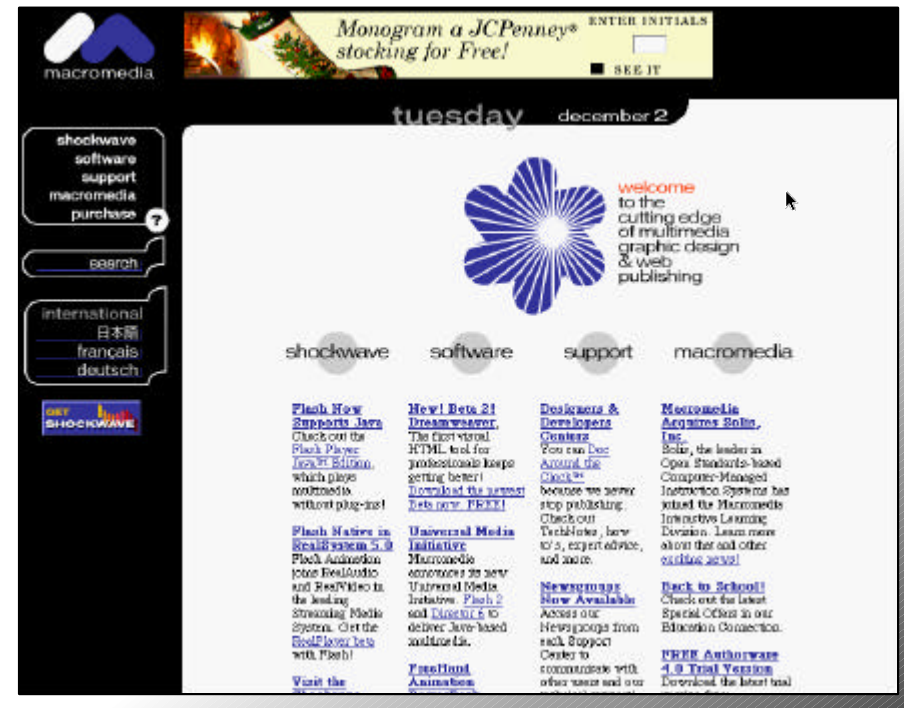 macromedia
Monogram a JCPenney®
stocking for Free!
ENTER INITIALS
SEE IT
tuesday december 2
shockwave
software
support
macromedia
purchase
?
search
international
日本語
français
deutsch
GET
SHOCKWAVE
welcome
to the
cutting edge
of multimedia
graphic design
& web
publishing
shockwave
Flash Now
Supports Java
Check out the
Flash Player
Java™ Edition,
which plays
multimedia
without plug-ins!
Flash Native in
RealSystem 5.0
Flash Animation
joins RealAudio
and RealVideo in
the leading
Streaming Media
System. Get the
RealPlayer beta
with Flash!
Visit the
software
New! Beta 2!
Dreamweaver,
The first visual
HTML tool for
professionals keeps
getting better!
Download the newest
Beta now. FREE!
Universal Media
Initiative
Macromedia
announces its new
Universal Media
Initiative. Flash 2
and Director 6 to
deliver Java-based
multimedia.
FreeHand
Animation
support
Designers &
Developers
Centers
You can Doc
Around the
Clock™
because we never
stop publishing.
Check out
TechNotes, how
to's, expert advice,
and more.
Newsgroups
Now Available
Access our
Newsgroups from
each Support
Center to
communicate with
other users and our
macromedia
Macromedia
Acquires Solis,
Inc.
Solis, the leader in
Open Standards-based
Computer-Managed
Instruction Systems has
joined the Macromedia
Interactive Learning
Division. Learn more
about that and other
exciting news!
Back to School!
Check out the latest
Special Offers in our
Education Connection.
FREE Authorware
4.0 Trial Version
Download the latest trial